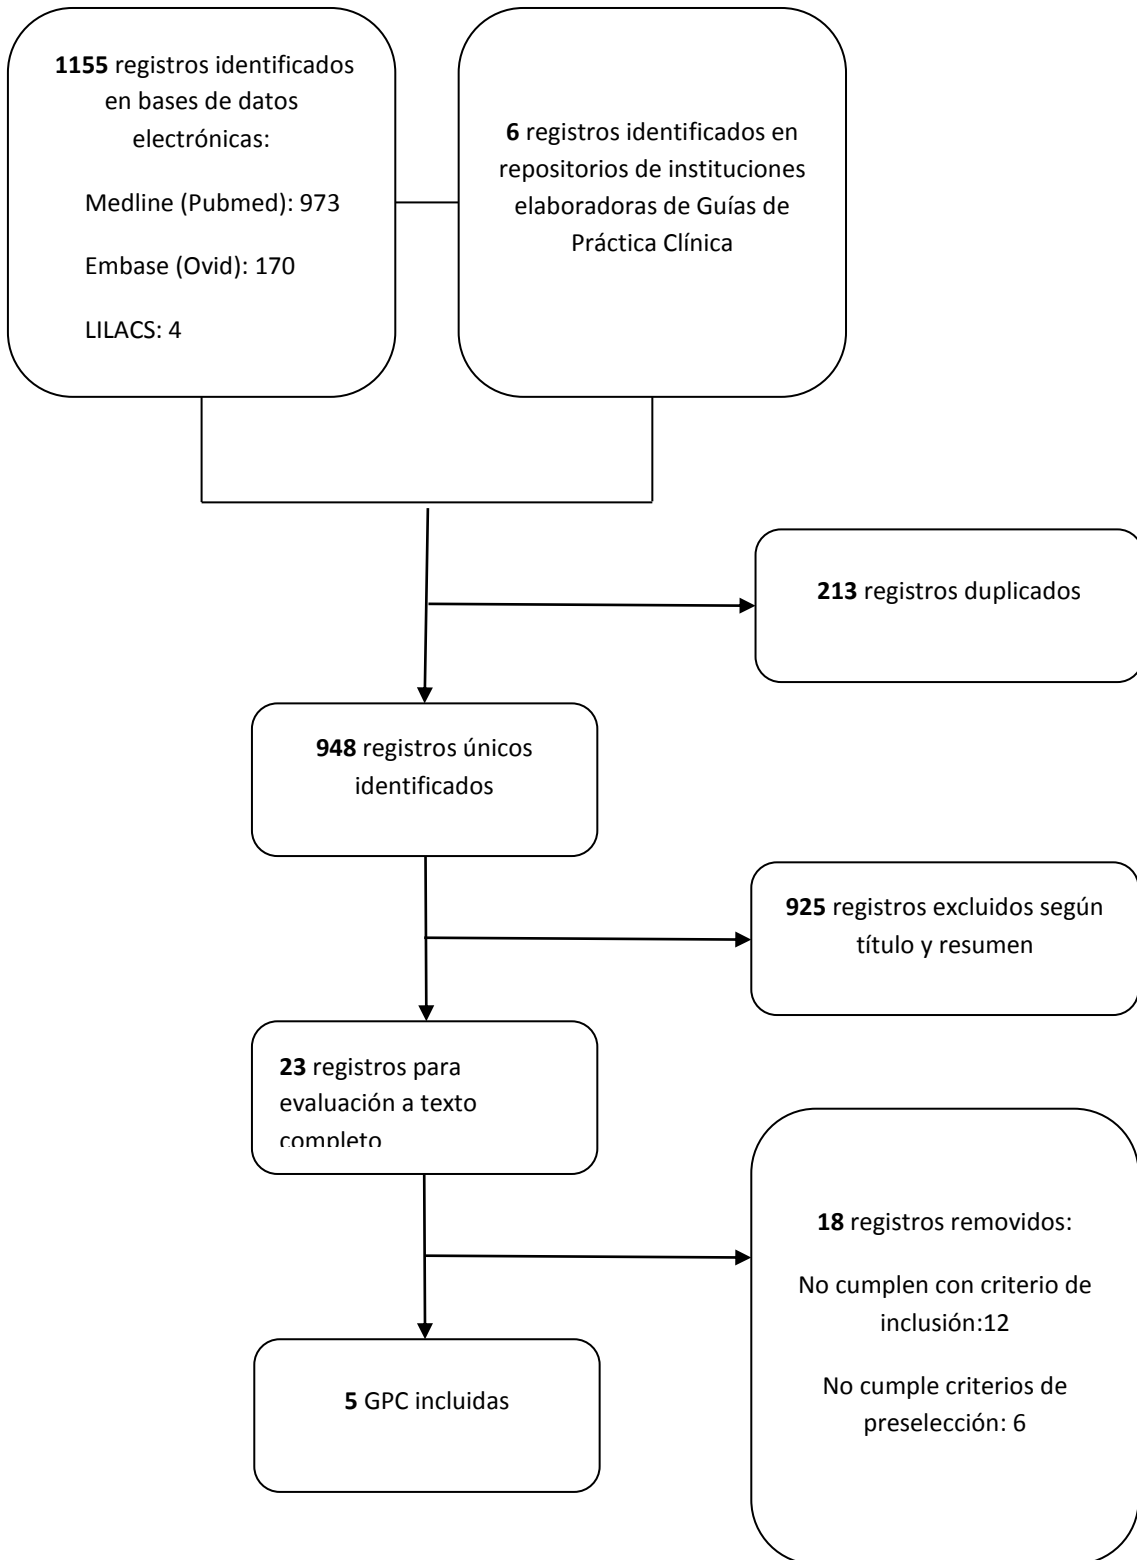 1155 registros identificados
en bases de datos
electrónicas:
Medline (Pubmed): 973
Embase (Ovid): 170
LILACS: 4
6 registros identificados en
repositorios de instituciones
elaboradoras de Guías de
Práctica Clínica
213 registros duplicados
948 registros únicos
identificados
925 registros excluidos según
título y resumen
23 registros para
evaluación a texto
completo
18 registros removidos:
No cumplen con criterio de
inclusión:12
No cumple criterios de
preselección: 6
5 GPC incluidas